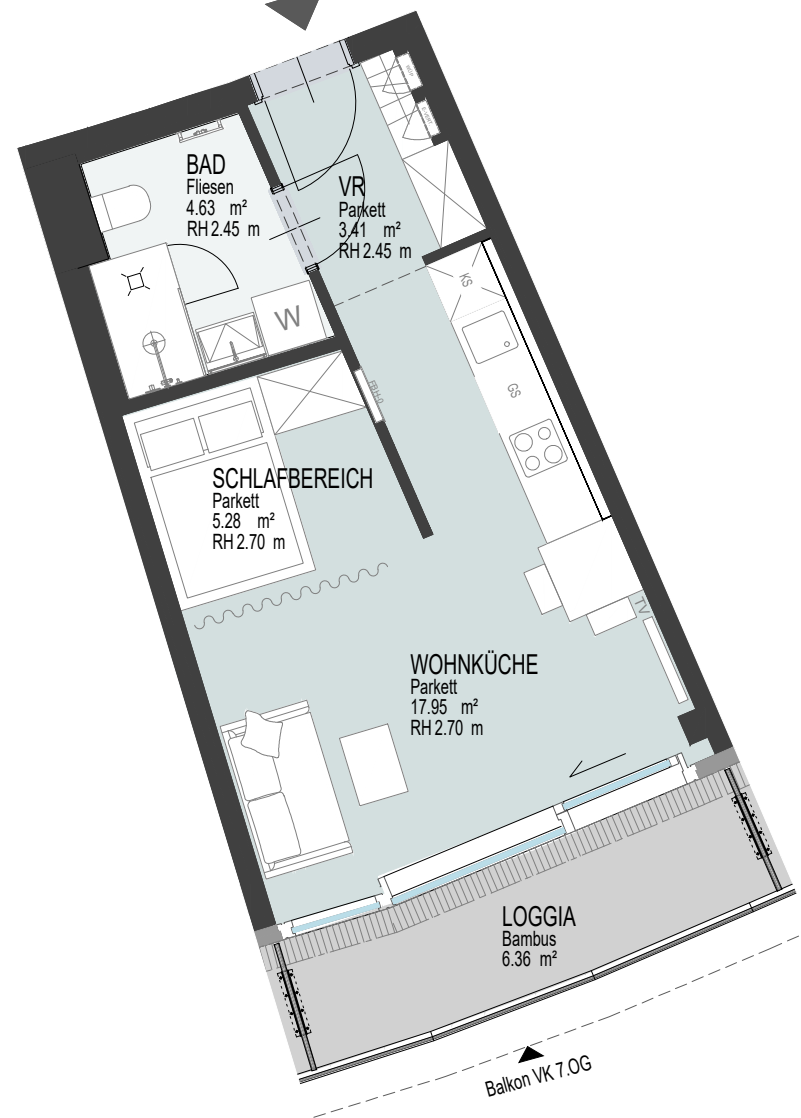 BAD
Fliesen
4.63 m²
RH 2.45 m
VR
Parkett
3.41 m²
RH 2.45 m
KS
W
GS
SCHLAFBEREICH
Parkett
5.28 m²
RH 2.70 m
TV
WOHNKÜCHE
Parkett
17.95 m²
RH 2.70 m
LOGGIA
Bambus
6.36 m²
Balkon VK 7.OG